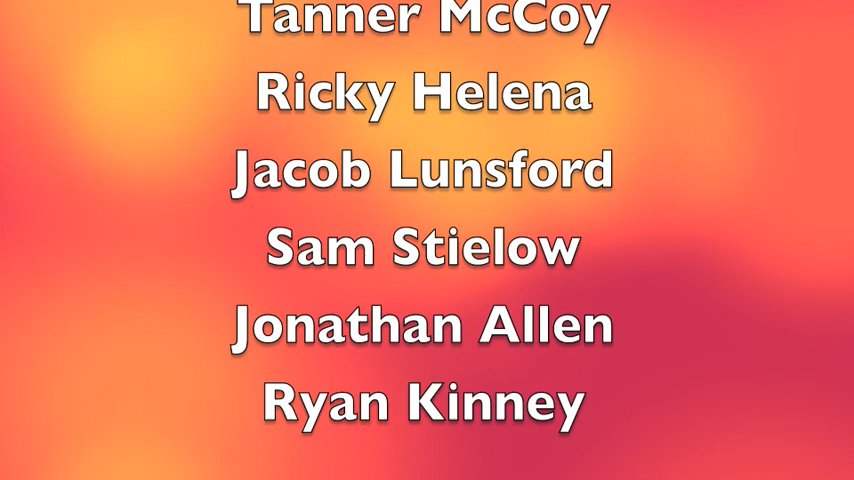 Tanner McCoy
Ricky Helena
Jacob Lunsford
Sam Stielow
Jonathan Allen
Ryan Kinney